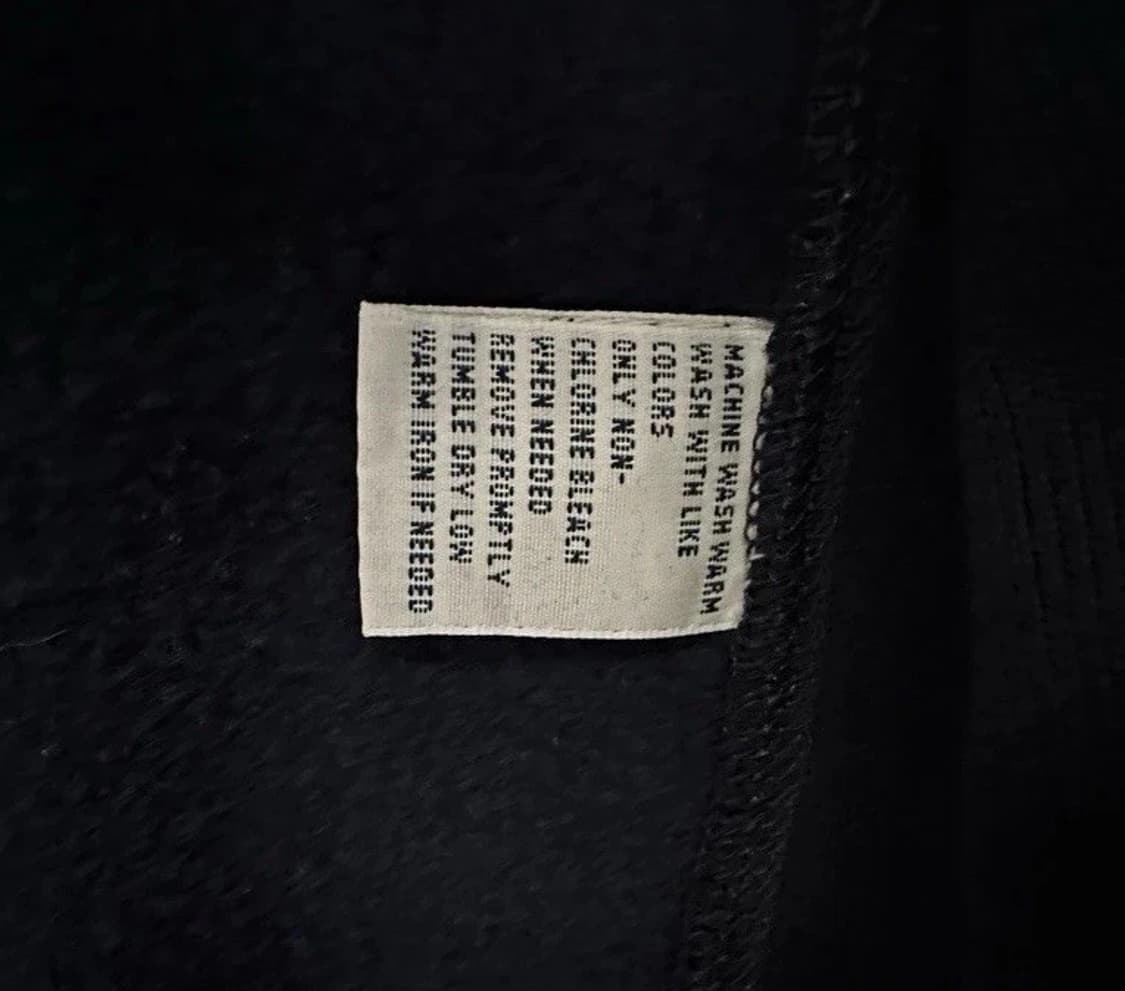 MACHINE WASH WARM
WASH WITH LIKE
COLORS
ONLY NON-
CHLORINE BLEACH
WHEN NEEDED
REMOVE PROMPTLY
TUMBLE DRY LOW
WARM IRON IF NEEDED